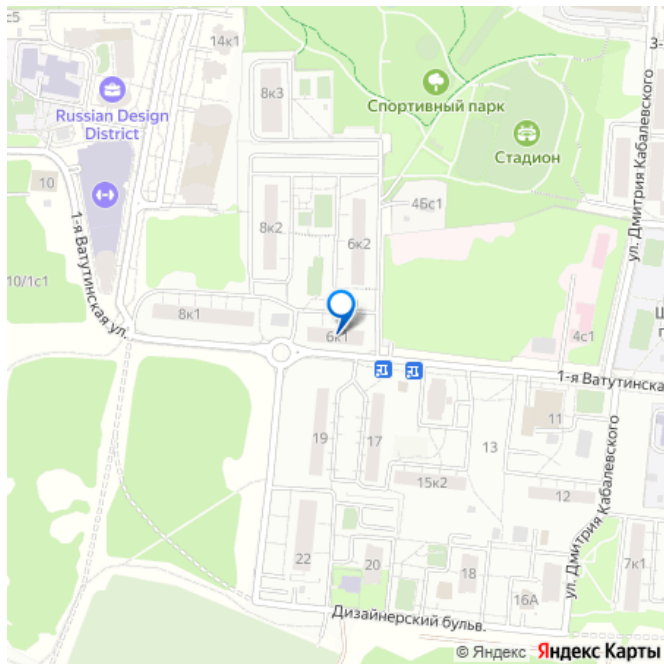 14к1
3-
8к3
Спортивный парк
Russian Design
District
Стадион
ул. Дмитрия Кабалевского
10
4Бс1
1-я Ватутинская ул.
8к2
6к2
10/1с1
8к1
6к1
4с1
Ш
п
1-я Ватутинска
19
17
13
11
15к2
12
ул. Дмитрия Кабалевского
22
20
18
16А
7к1
Дизайнерский бульв.
© Яндекс Яндекс Карты